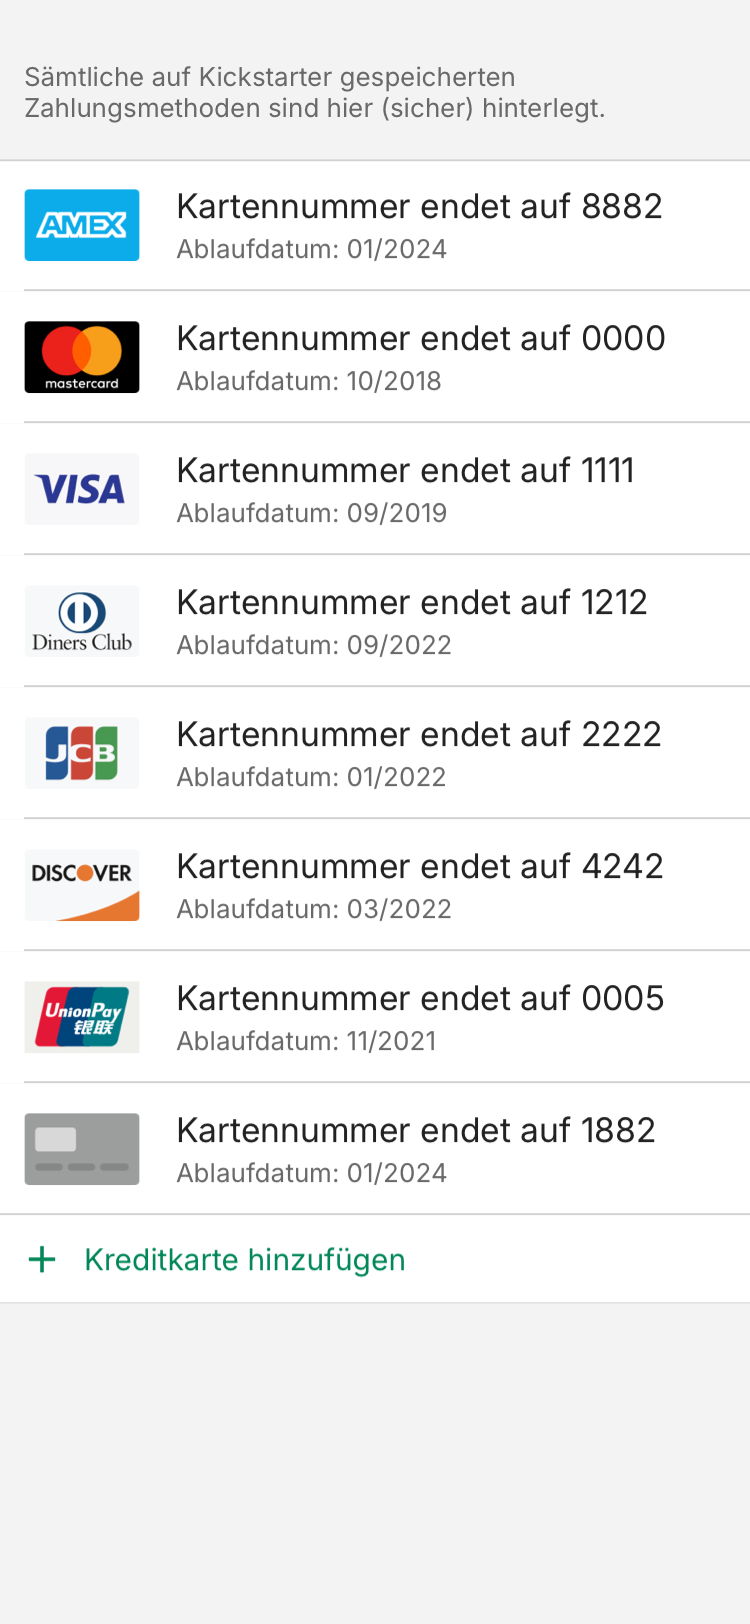 Sämtliche auf Kickstarter gespeicherten
Zahlungsmethoden sind hier (sicher) hinterlegt.
AMEX
Kartennummer endet auf 8882
Ablaufdatum: 01/2024
mastercard
Kartennummer endet auf 0000
Ablaufdatum: 10/2018
VISA
Kartennummer endet auf 1111
Ablaufdatum: 09/2019
Diners Club
Kartennummer endet auf 1212
Ablaufdatum: 09/2022
JCB
Kartennummer endet auf 2222
Ablaufdatum: 01/2022
DISCOVER
Kartennummer endet auf 4242
Ablaufdatum: 03/2022
UnionPay
银联
Kartennummer endet auf 0005
Ablaufdatum: 11/2021
Kartennummer endet auf 1882
Ablaufdatum: 01/2024
+ Kreditkarte hinzufügen